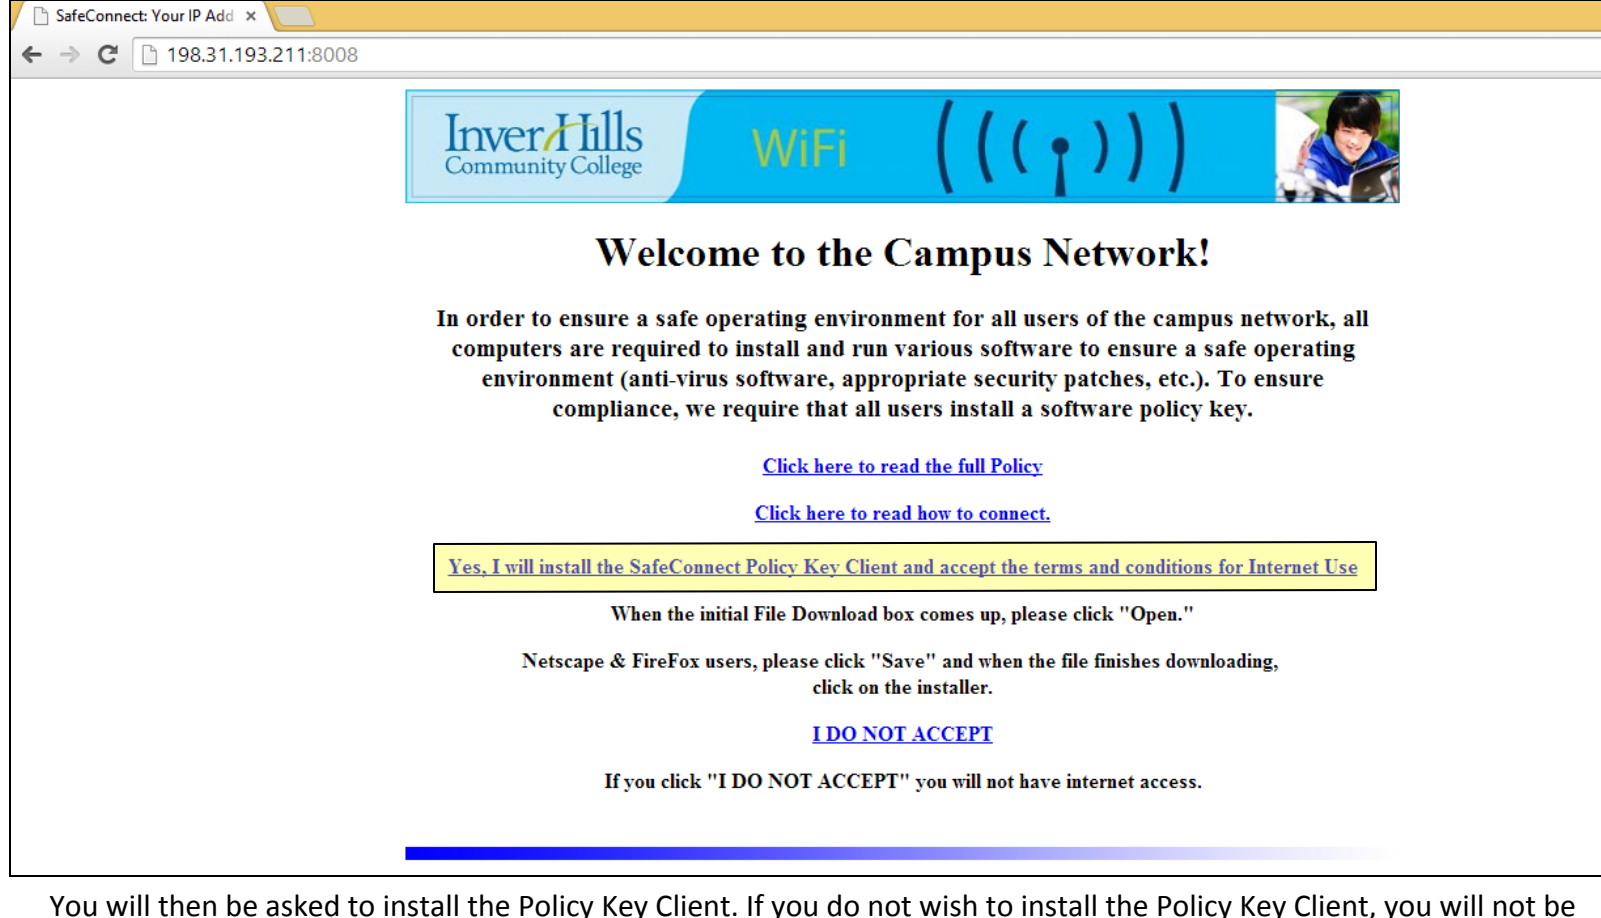 SafeConnect: Your IP Add
198.31.193.211:8008
Inver Hills
Community College
WiFi
Welcome to the Campus Network!
In order to ensure a safe operating environment for all users of the campus network, all
computers are required to install and run various software to ensure a safe operating
environment (anti-virus software, appropriate security patches, etc.). To ensure
compliance, we require that all users install a software policy key.
Click here to read the full Policy
Click here to read how to connect.
Yes, I will install the SafeConnect Policy Key Client and accept the terms and conditions for Internet Use
When the initial File Download box comes up, please click "Open."
Netscape & FireFox users, please click "Save" and when the file finishes downloading,
click on the installer.
I DO NOT ACCEPT
If you click "I DO NOT ACCEPT" you will not have internet access.
You will then be asked to install the Policy Key Client. If you do not wish to install the Policy Key Client, you will not be